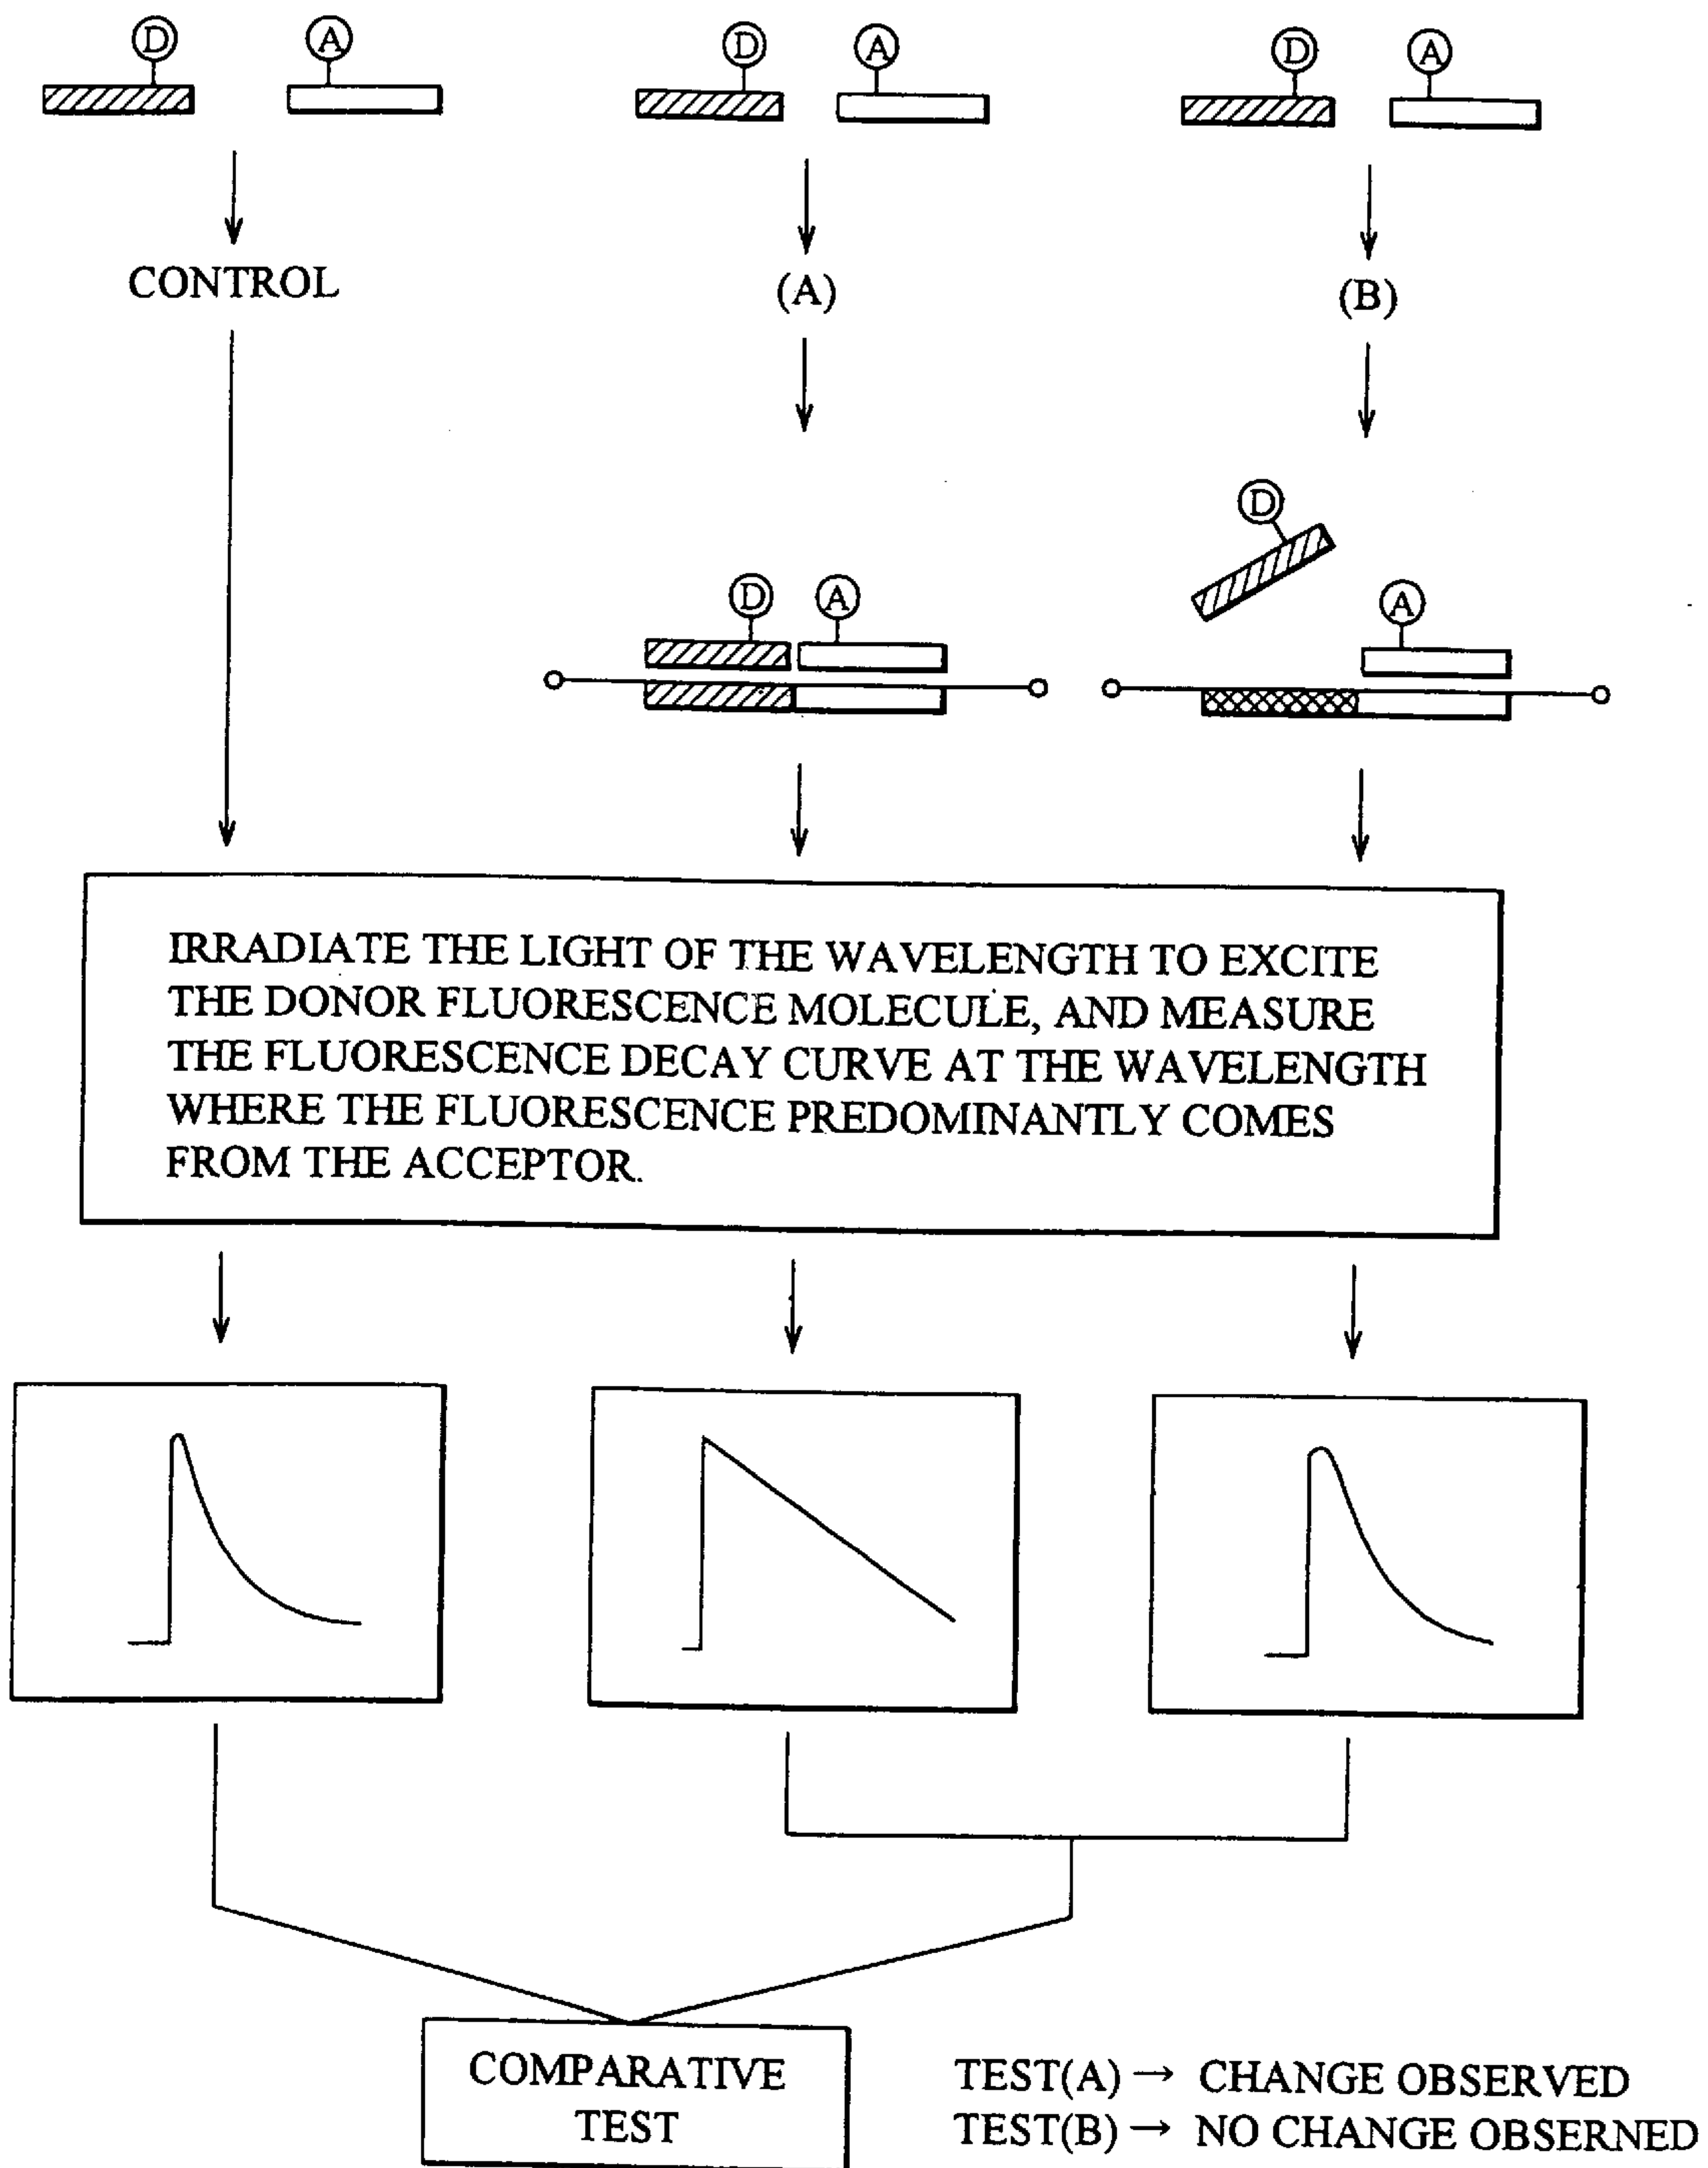 D A D A D A
CONTROL (A) (B)
D
D A A
IRRADIATE THE LIGHT OF THE WAVELENGTH TO EXCITE
THE DONOR FLUORESCENCE MOLECULE, AND MEASURE
THE FLUORESCENCE DECAY CURVE AT THE WAVELENGTH
WHERE THE FLUORESCENCE PREDOMINANTLY COMES
FROM THE ACCEPTOR.
COMPARATIVE
TEST
TEST(A) → CHANGE OBSERVED
TEST(B) → NO CHANGE OBSERNED